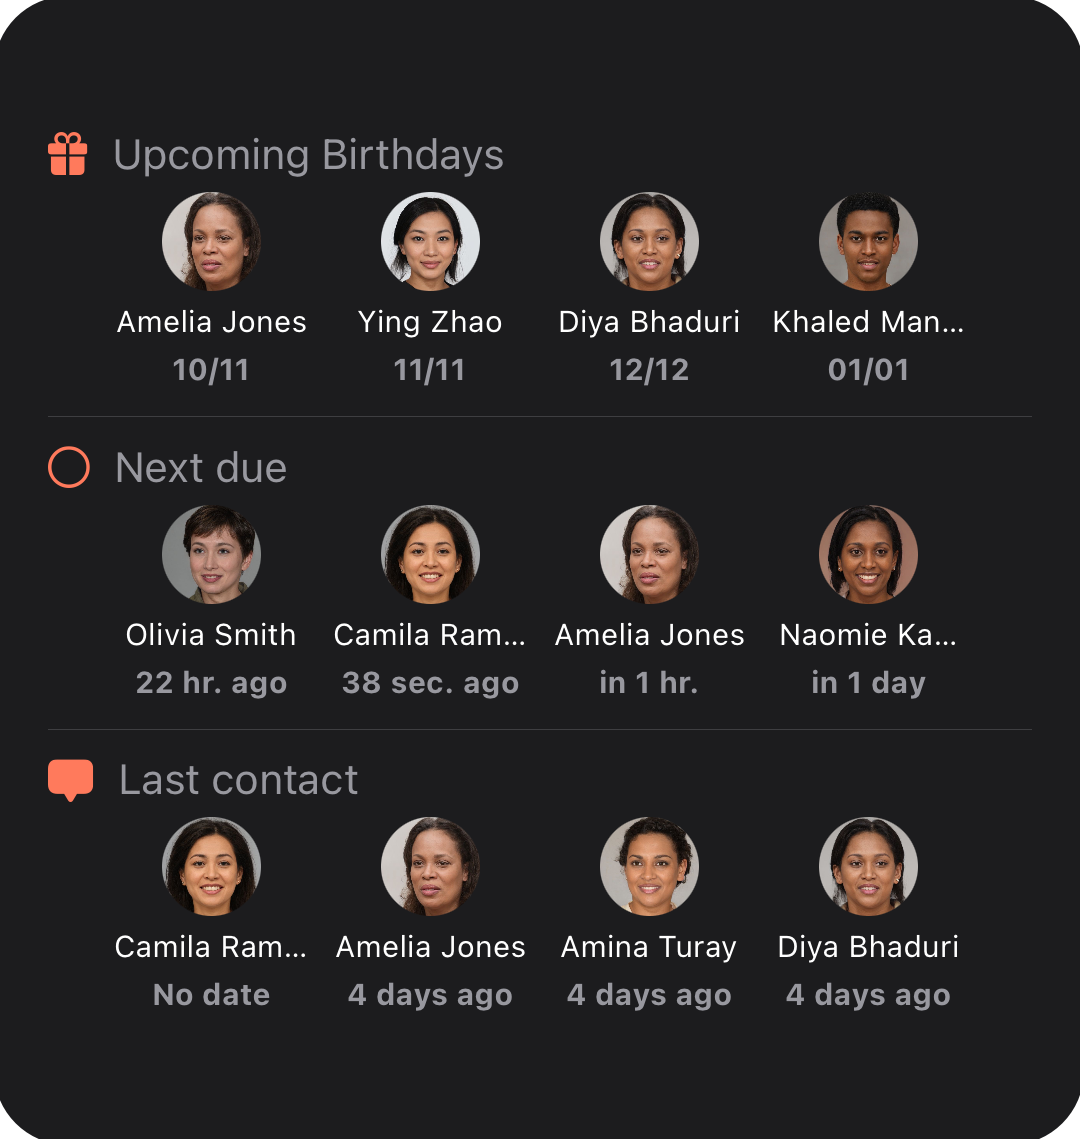 Upcoming Birthdays
Amelia Jones Ying Zhao Diya Bhaduri Khaled Man...
10/11 11/11 12/12 01/01
Next due
Olivia Smith Camila Ram... Amelia Jones Naomie Ka...
22 hr. ago 38 sec. ago in 1 hr. in 1 day
Last contact
Camila Ram... Amelia Jones Amina Turay Diya Bhaduri
No date 4 days ago 4 days ago 4 days ago